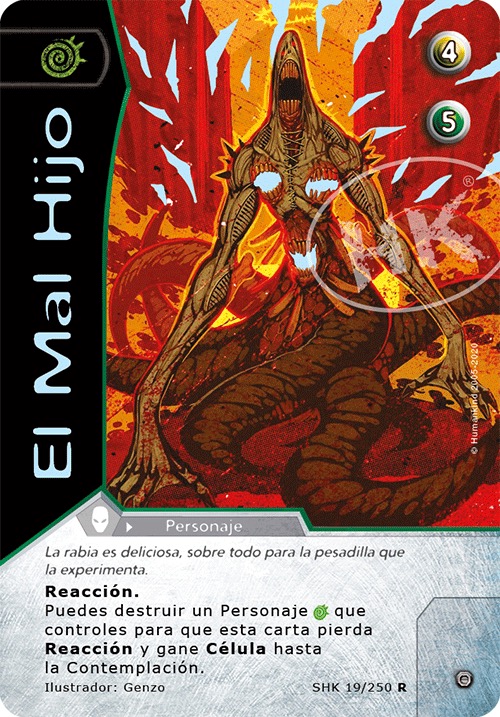 El Mal Hijo
4
5
HK®
© HumanKind 2005-2020
Personaje
La rabia es deliciosa, sobre todo para la pesadilla que
la experimenta.
Reacción.
Puedes destruir un Personaje que
controles para que esta carta pierda
Reacción y gane Célula hasta
la Contemplación.
Ilustrador: Genzo
SHK 19/250 R